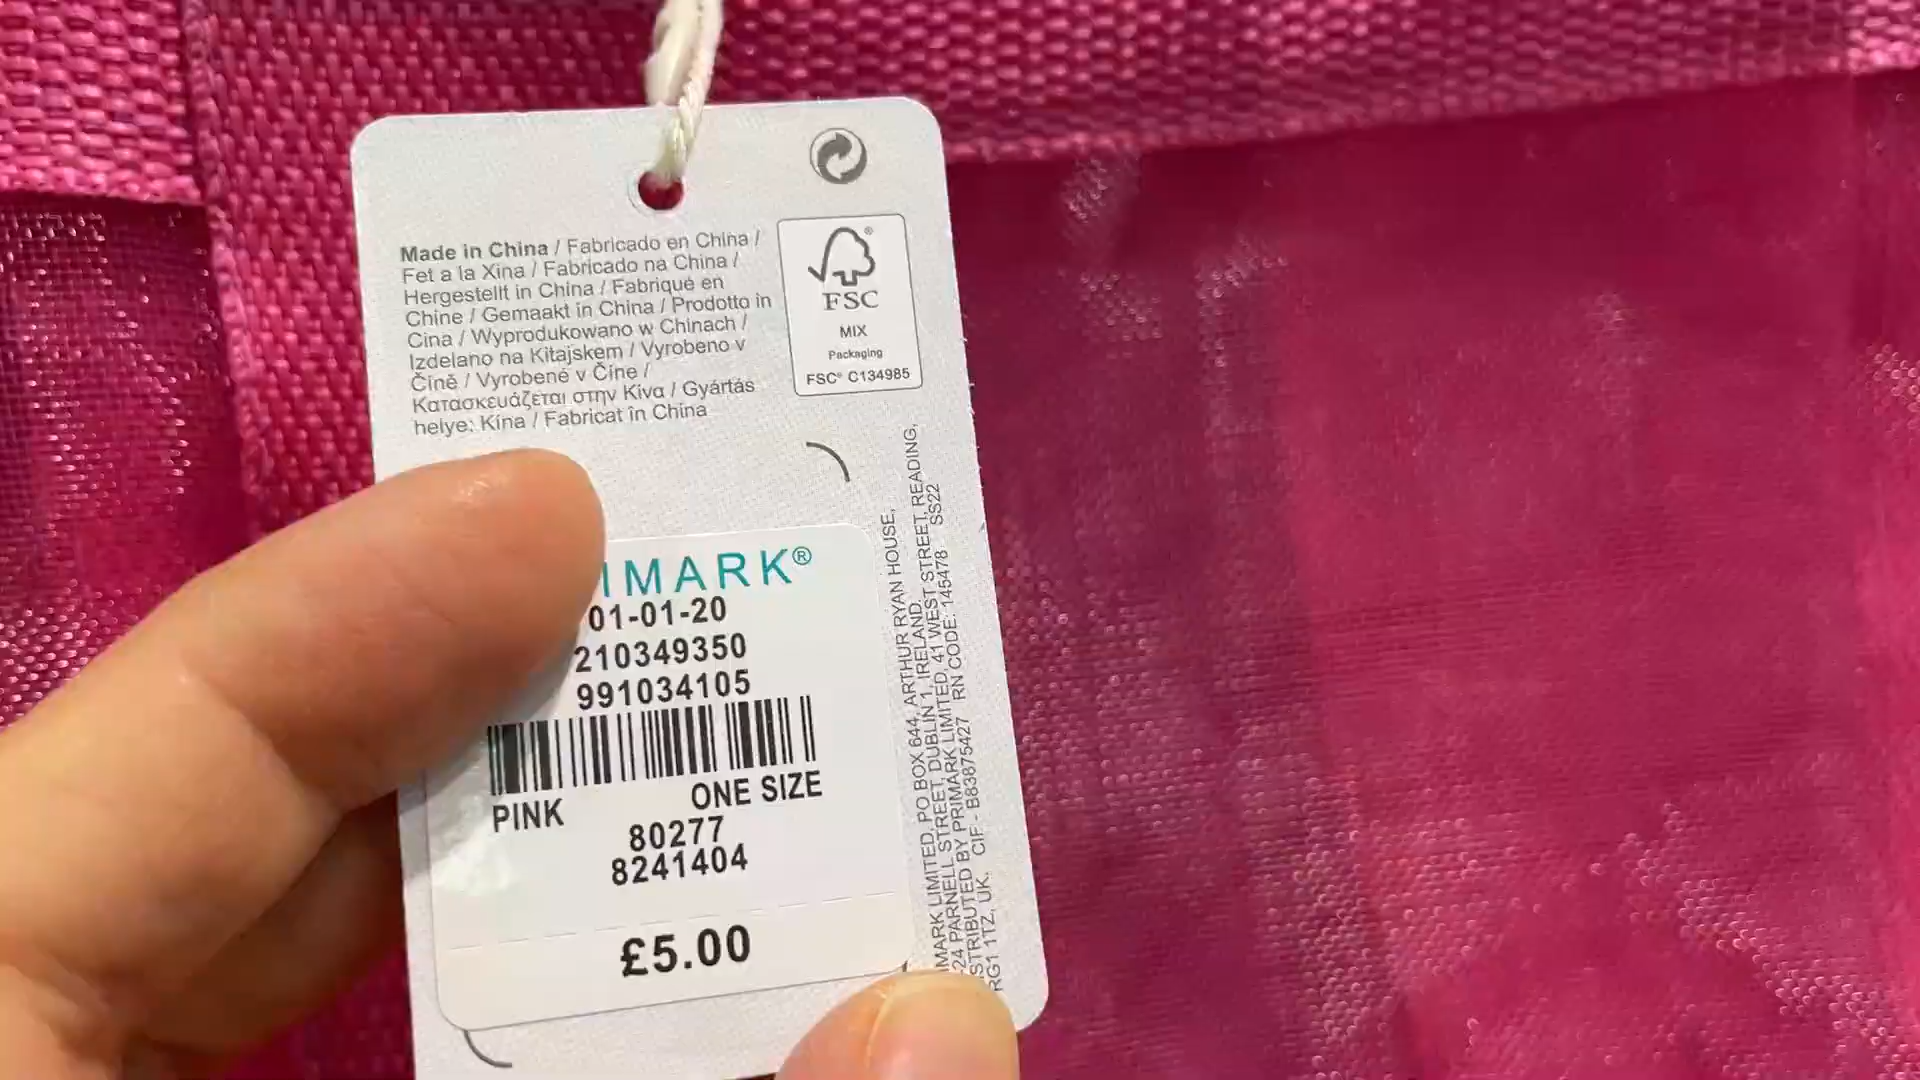 Made in China / Fabricado en China /
Fet a la Xina / Fabricado na China /
Hergestellt in China / Fabriqué en
Chine / Gemaakt in China / Prodotto in
Cina / Wyprodukowano w Chinach /
Izdelano na Kitajskem / Vyrobeno v
Číně / Vyrobené v Číne /
Κατασκευάζεται στην Κίνα / Gyártás
helye: Kína / Fabricat în China
FSC®
MIX
Packaging
FSC® C134985
IMARK®
01-01-20
210349350
991034105
PINK ONE SIZE
80277
8241404
£5.00
IMARK LIMITED, PO BOX 644, ARTHUR RYAN HOUSE,
24 PARNELL STREET, DUBLIN 1, IRELAND.
STRIBUTED BY PRIMARK LIMITED, 41 WEST STREET, READING,
RG1 1TZ, UK. CIF - B83875427 RN CODE: 145478 SS22